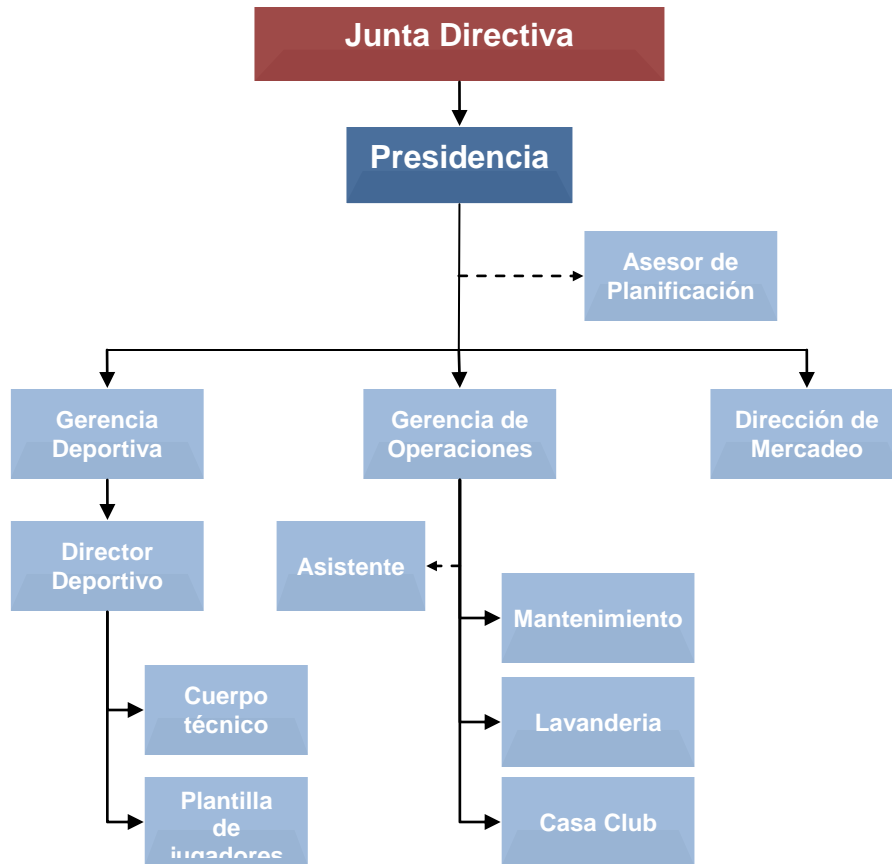 Junta Directiva
Presidencia
Asesor de
Planificación
Gerencia
Deportiva
Gerencia de
Operaciones
Dirección de
Mercadeo
Director
Deportivo
Asistente
Mantenimiento
Cuerpo
técnico
Lavanderia
Plantilla
de
jugadores
Casa Club